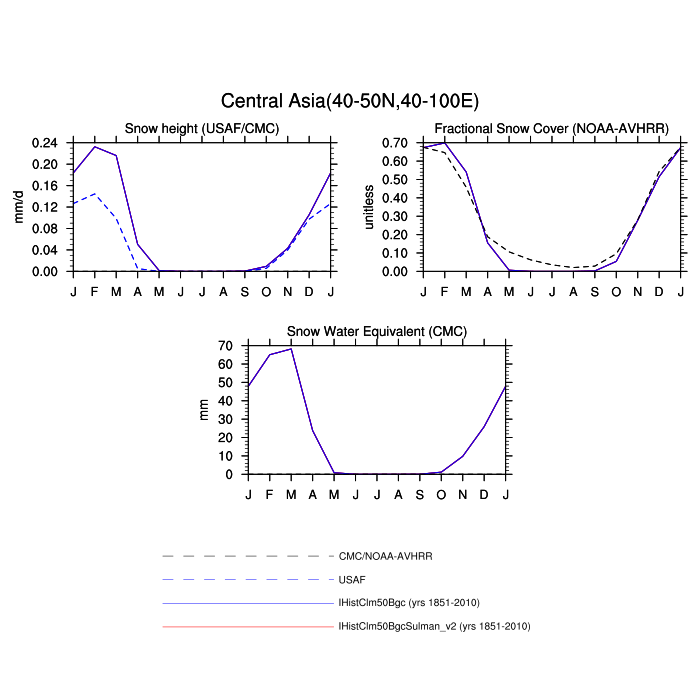 Central Asia(40-50N,40-100E)
Snow height (USAF/CMC)
mm/d
0.24
0.20
0.16
0.12
0.08
0.04
0.00
J F M A M J J A S O N D J
Fractional Snow Cover (NOAA-AVHRR)
unitless
0.70
0.60
0.50
0.40
0.30
0.20
0.10
0.00
J F M A M J J A S O N D J
Snow Water Equivalent (CMC)
mm
70
60
50
40
30
20
10
0
J F M A M J J A S O N D J
CMC/NOAA-AVHRR
USAF
IHistClm50Bgc (yrs 1851-2010)
IHistClm50BgcSulman_v2 (yrs 1851-2010)